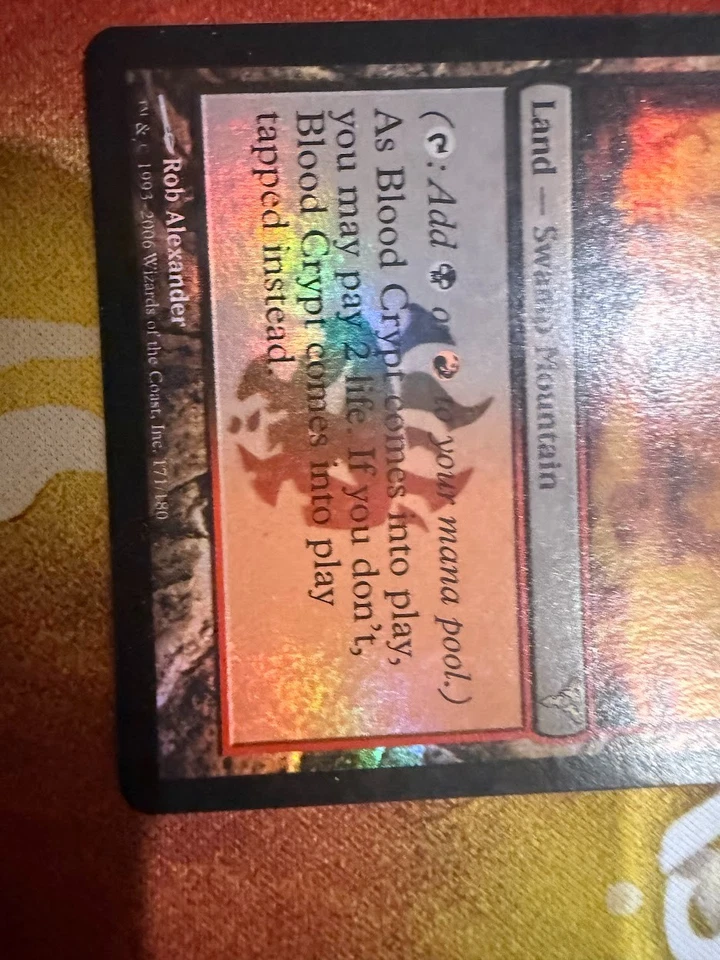 Land — Swamp Mountain
( : Add or to your mana pool.)
As Blood Crypt comes into play,
you may pay 2 life. If you don't,
Blood Crypt comes into play
tapped instead.
Rob Alexander
™ & © 1993–2006 Wizards of the Coast, Inc. 171/180